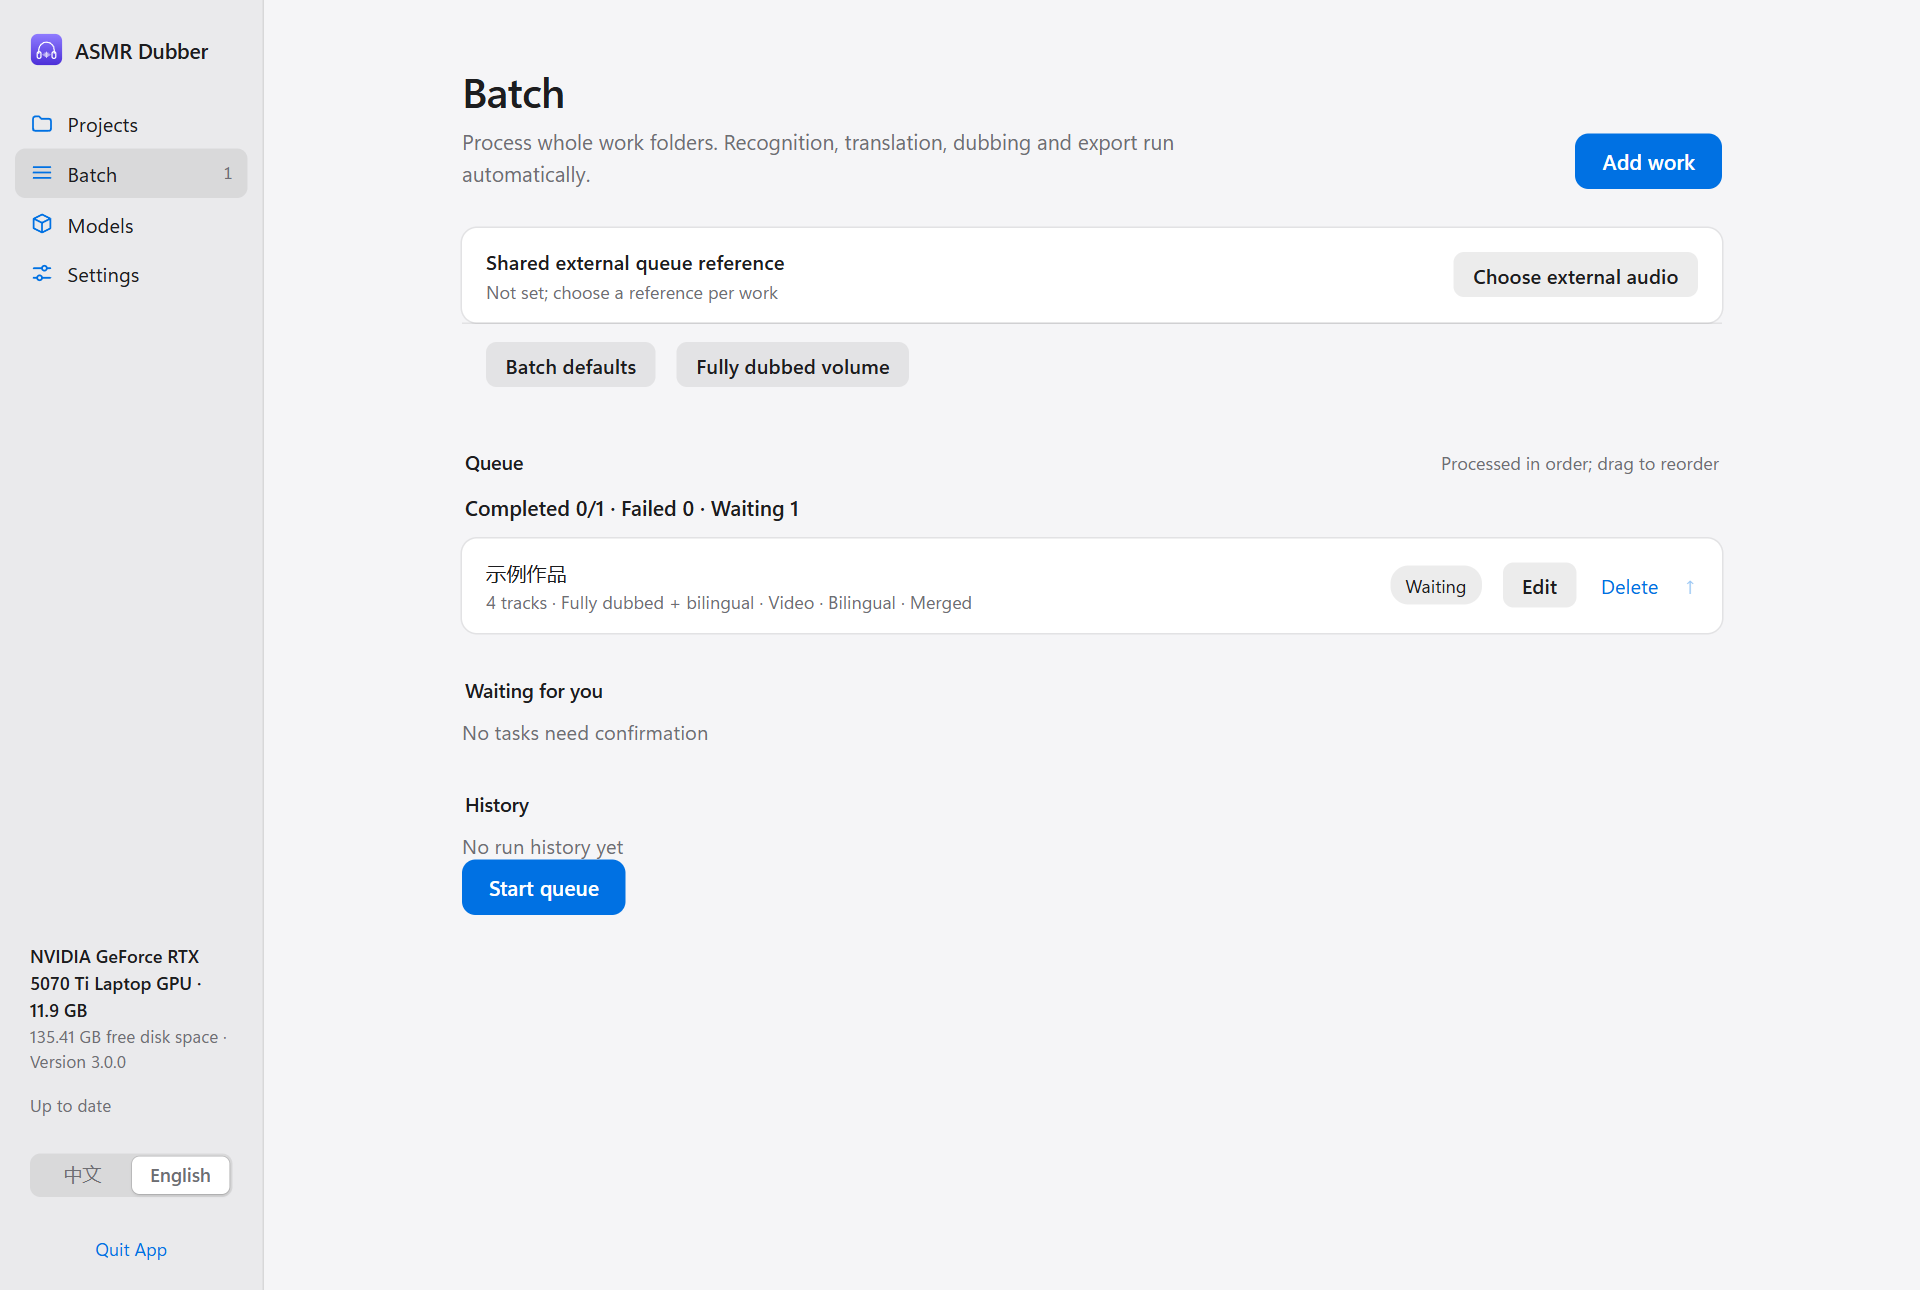 ASMR Dubber
Projects
Batch 1
Models
Settings
NVIDIA GeForce RTX
5070 Ti Laptop GPU ·
11.9 GB
135.41 GB free disk space ·
Version 3.0.0
Up to date
中文 English
Quit App
Batch
Process whole work folders. Recognition, translation, dubbing and export run
automatically.
Add work
Shared external queue reference
Not set; choose a reference per work
Choose external audio
Batch defaults Fully dubbed volume
Queue Processed in order; drag to reorder
Completed 0/1 · Failed 0 · Waiting 1
示例作品
4 tracks · Fully dubbed + bilingual · Video · Bilingual · Merged
Waiting Edit Delete ↑
Waiting for you
No tasks need confirmation
History
No run history yet
Start queue